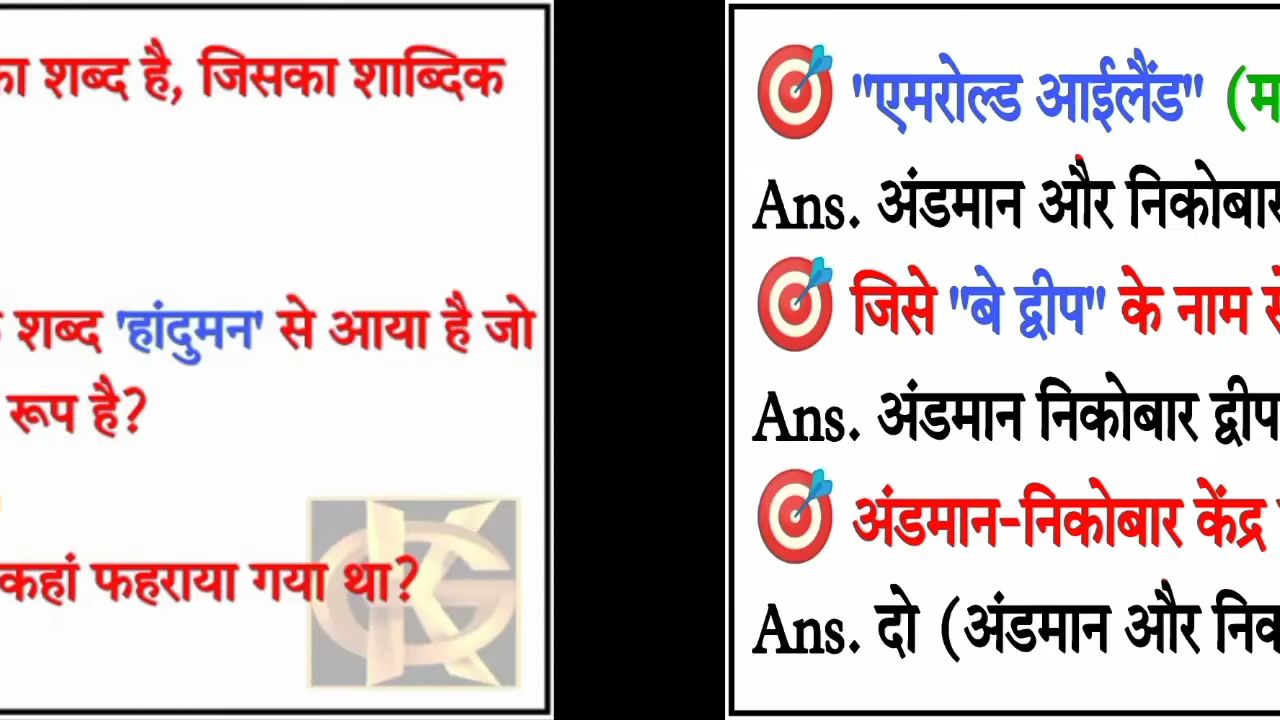 का शब्द है, जिसका शाब्दिक
शब्द 'हांदुमन' से आया है जो
रूप है?
कहां फहराया गया था?
"एमरोल्ड आईलैंड" (म
Ans. अंडमान और निकोबार
जिसे "बे द्वीप" के नाम से
Ans. अंडमान निकोबार द्वीप
अंडमान-निकोबार केंद्र
Ans. दो (अंडमान और निक